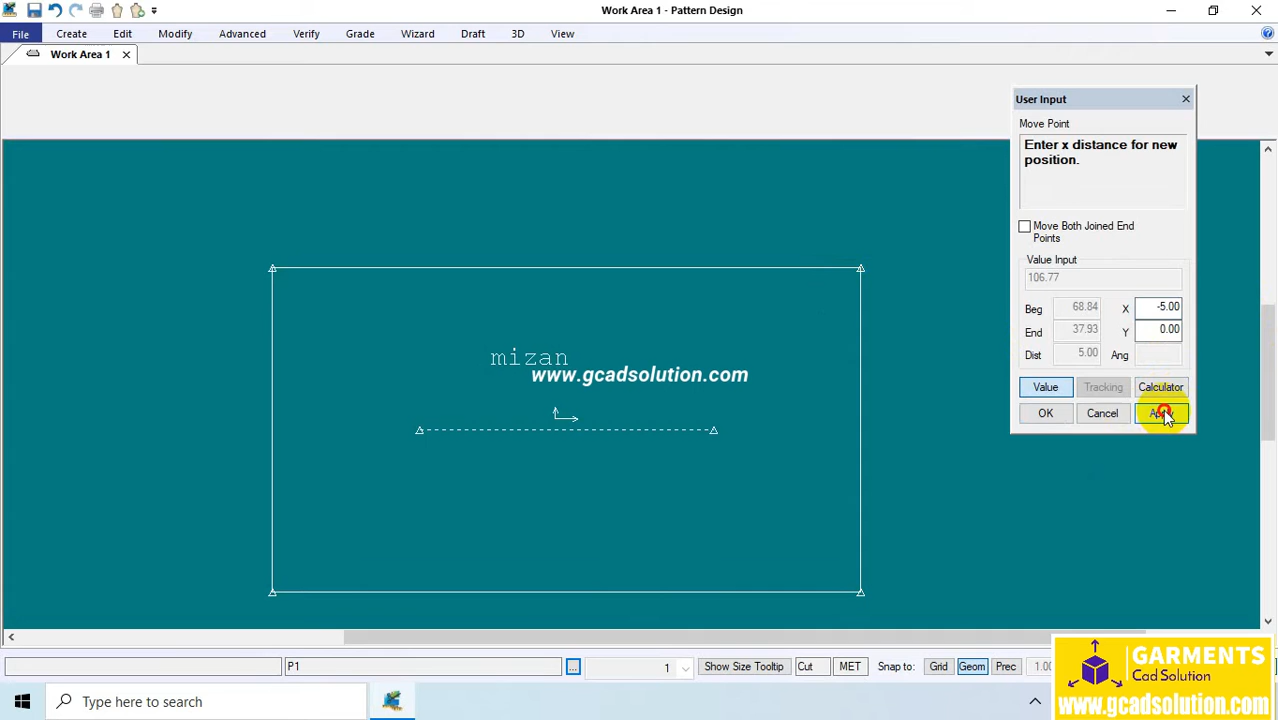 Work Area 1 - Pattern Design
File Create Edit Modify Advanced Verify Grade Wizard Draft 3D View
Work Area 1
User Input
Move Point
Enter x distance for new
position.
Move Both Joined End
Points
Value Input
106.77
Beg 68.84 X -5.00
End 37.93 Y 0.00
Dist 5.00 Ang
Value Tracking Calculator
OK Cancel
mizan
www.gcadsolution.com
P1 ... 1 Show Size Tooltip Cut MET Snap to: Grid Geom Prec 1.00
Type here to search
GARMENTS
Cad Solution
www.gcadsolution.com